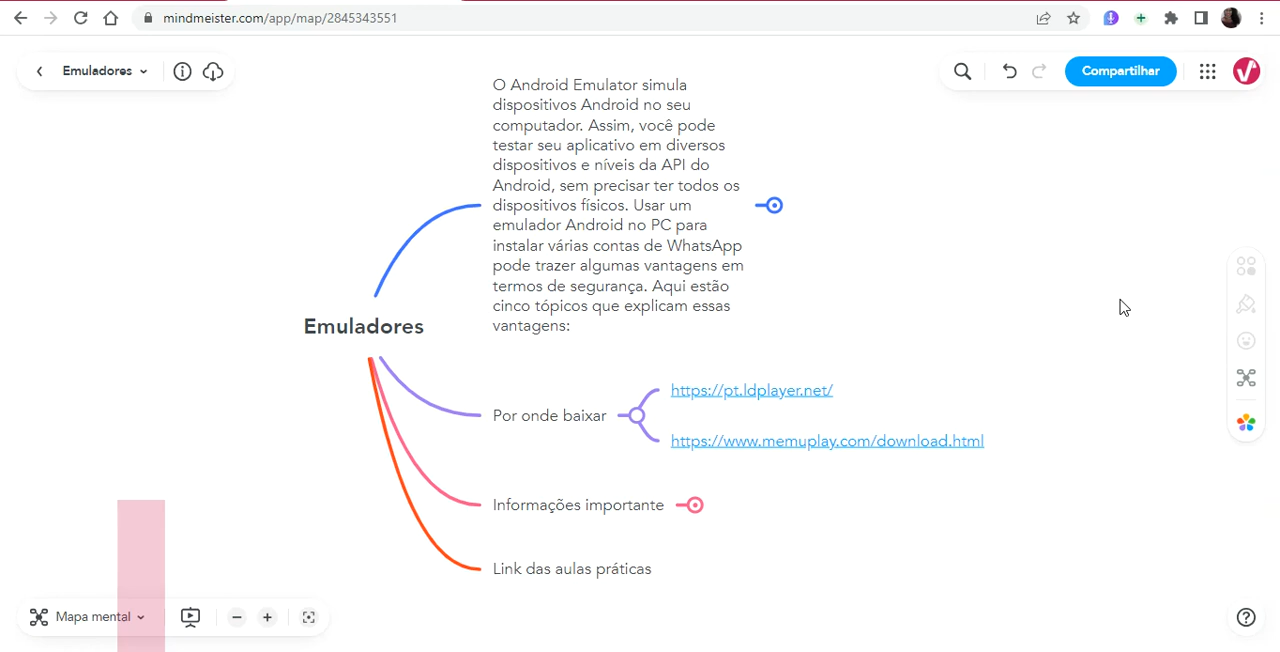 mindmeister.com/app/map/2845343551
Emuladores
Compartilhar
O Android Emulator simula
dispositivos Android no seu
computador. Assim, você pode
testar seu aplicativo em diversos
dispositivos e níveis da API do
Android, sem precisar ter todos os
dispositivos físicos. Usar um
emulador Android no PC para
instalar várias contas de WhatsApp
pode trazer algumas vantagens em
termos de segurança. Aqui estão
cinco tópicos que explicam essas
vantagens:
Emuladores
Por onde baixar
https://pt.ldplayer.net/
https://www.memuplay.com/download.html
Informações importante
Link das aulas práticas
Mapa mental